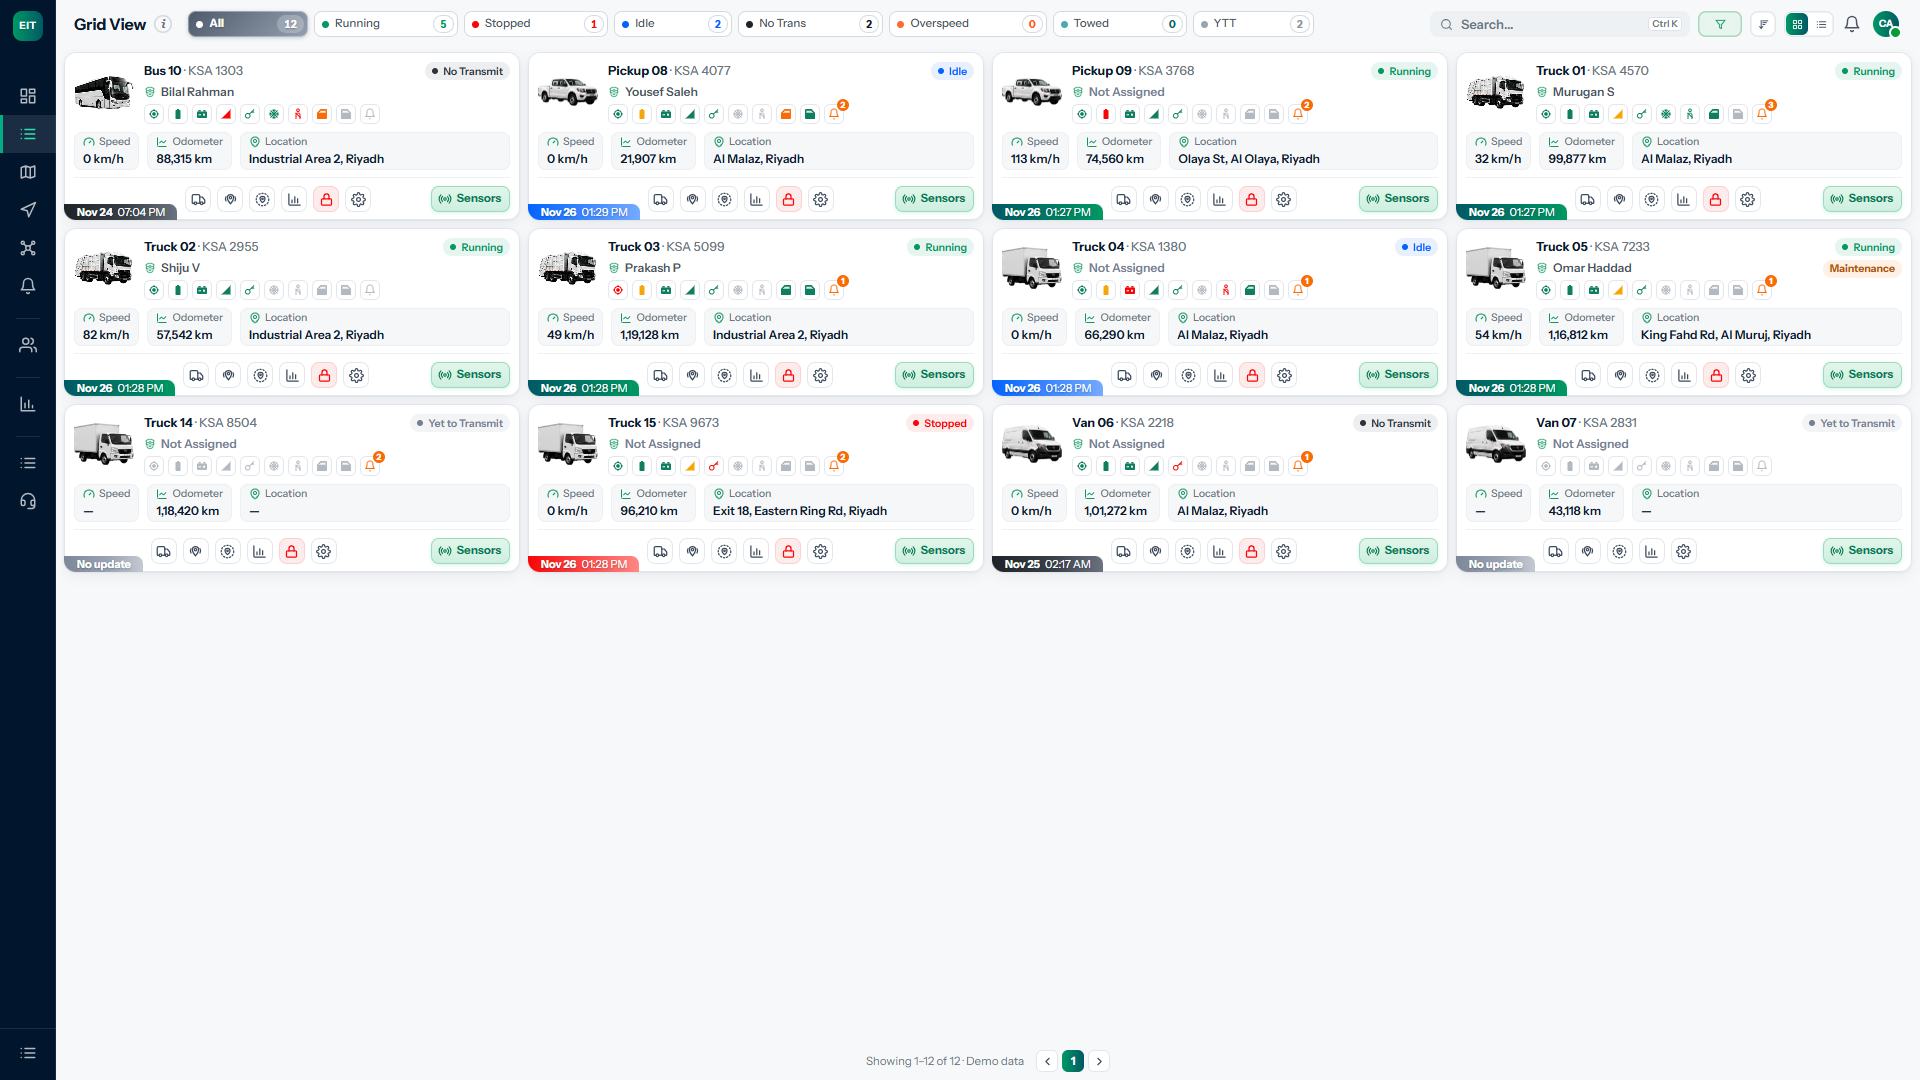 EIT
Grid View
All 12
Running 5
Stopped 1
Idle 2
No Trans 2
Overspeed 0
Towed 0
YTT 2
Search...
Ctrl K
CA
Bus 10 · KSA 1303
No Transmit
Bilal Rahman
Speed
0 km/h
Odometer
88,315 km
Location
Industrial Area 2, Riyadh
Nov 24 07:04 PM
Sensors
Pickup 08 · KSA 4077
Idle
Yousef Saleh
2
Speed
0 km/h
Odometer
21,907 km
Location
Al Malaz, Riyadh
Nov 26 01:29 PM
Sensors
Pickup 09 · KSA 3768
Running
Not Assigned
2
Speed
113 km/h
Odometer
74,560 km
Location
Olaya St, Al Olaya, Riyadh
Nov 26 01:27 PM
Sensors
Truck 01 · KSA 4570
Running
Murugan S
3
Speed
32 km/h
Odometer
99,877 km
Location
Al Malaz, Riyadh
Nov 26 01:27 PM
Sensors
Truck 02 · KSA 2955
Running
Shiju V
Speed
82 km/h
Odometer
57,542 km
Location
Industrial Area 2, Riyadh
Nov 26 01:28 PM
Sensors
Truck 03 · KSA 5099
Running
Prakash P
1
Speed
49 km/h
Odometer
1,19,128 km
Location
Industrial Area 2, Riyadh
Nov 26 01:28 PM
Sensors
Truck 04 · KSA 1380
Idle
Not Assigned
1
Speed
0 km/h
Odometer
66,290 km
Location
Al Malaz, Riyadh
Nov 26 01:28 PM
Sensors
Truck 05 · KSA 7233
Running
Omar Haddad
Maintenance
1
Speed
54 km/h
Odometer
1,16,812 km
Location
King Fahd Rd, Al Muruj, Riyadh
Nov 26 01:28 PM
Sensors
Truck 14 · KSA 8504
Yet to Transmit
Not Assigned
2
Speed
—
Odometer
1,18,420 km
Location
—
No update
Sensors
Truck 15 · KSA 9673
Stopped
Not Assigned
2
Speed
0 km/h
Odometer
96,210 km
Location
Exit 18, Eastern Ring Rd, Riyadh
Nov 26 01:28 PM
Sensors
Van 06 · KSA 2218
No Transmit
Not Assigned
1
Speed
0 km/h
Odometer
1,01,272 km
Location
Al Malaz, Riyadh
Nov 25 02:17 AM
Sensors
Van 07 · KSA 2831
Yet to Transmit
Not Assigned
Speed
—
Odometer
43,118 km
Location
—
No update
Sensors
Showing 1–12 of 12 · Demo data
1